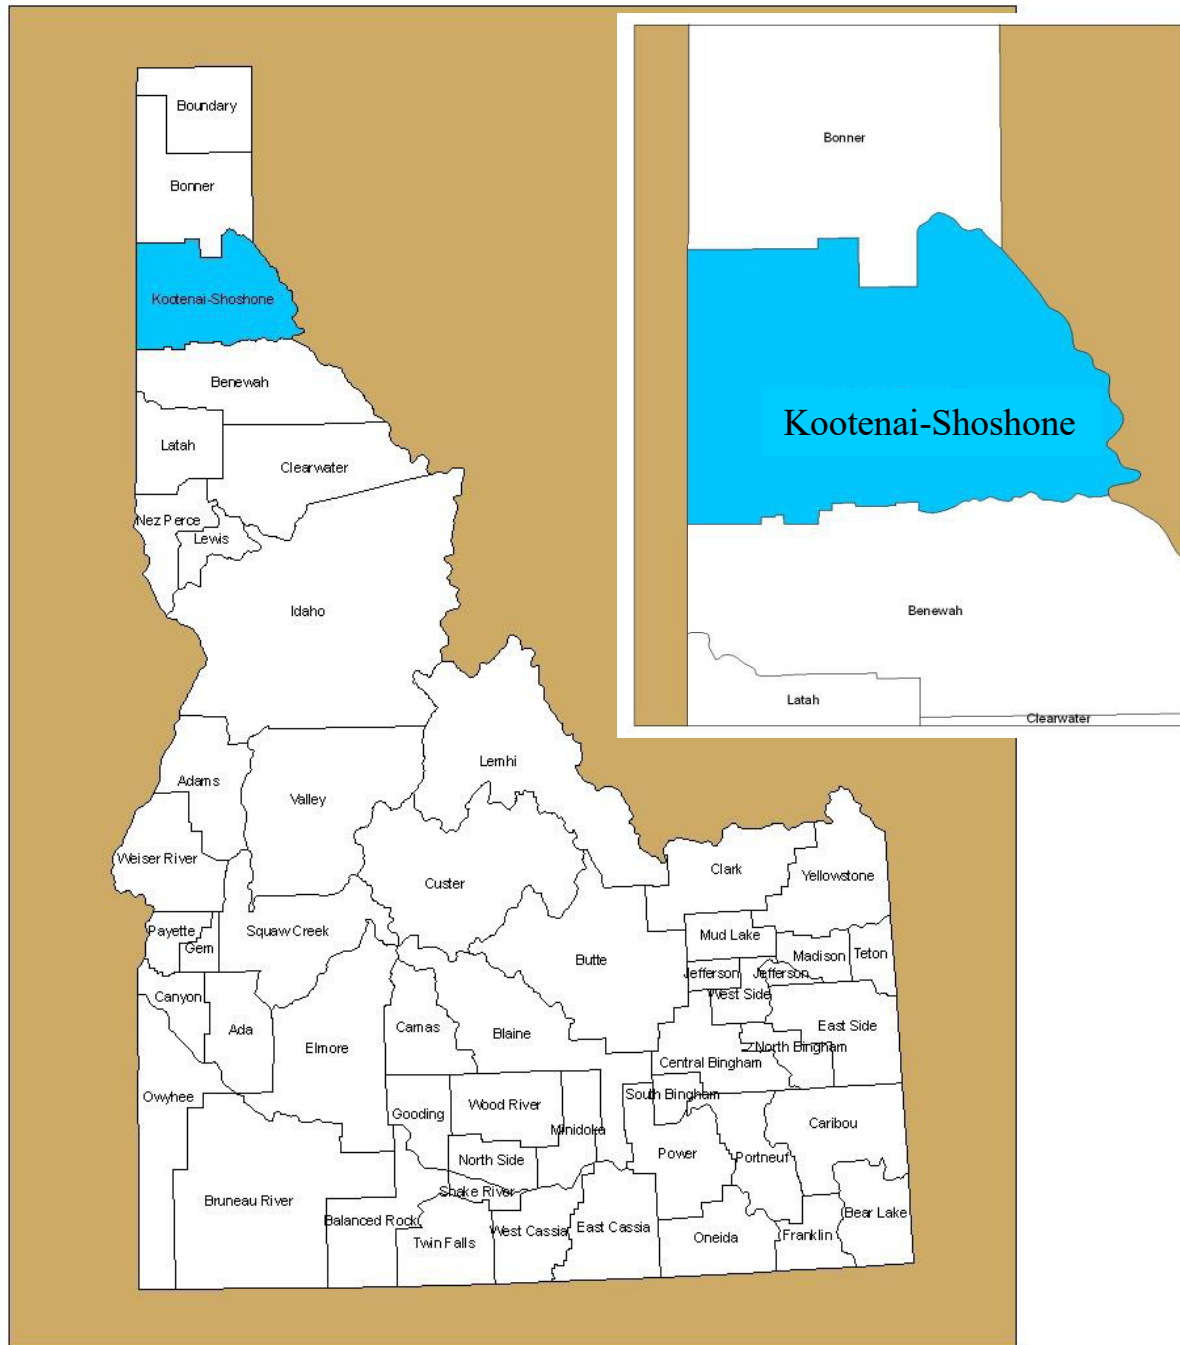 Boundary
Bonner
Kootenai-Shoshone
Benewah
Latah
Clearwater
Nez Perce
Lewis
Idaho
Lemhi
Adams
Valley
Weiser River
Custer
Clark
Yellowstone
Payette
Gem
Squaw Creek
Mud Lake
Madison
Teton
Butte
Jefferson
Jefferson
West Side
Canyon
Ada
Elmore
Camas
Blaine
East Side
North Bingham
Central Bingham
South Bingham
Owyhee
Gooding
Wood River
Minidoka
Caribou
North Side
Power
Portneuf
Snake River
Bruneau River
Balanced Rock
Twin Falls
West Cassia
East Cassia
Oneida
Franklin
Bear Lake
Bonner
Kootenai-Shoshone
Benewah
Latah
Clearwater